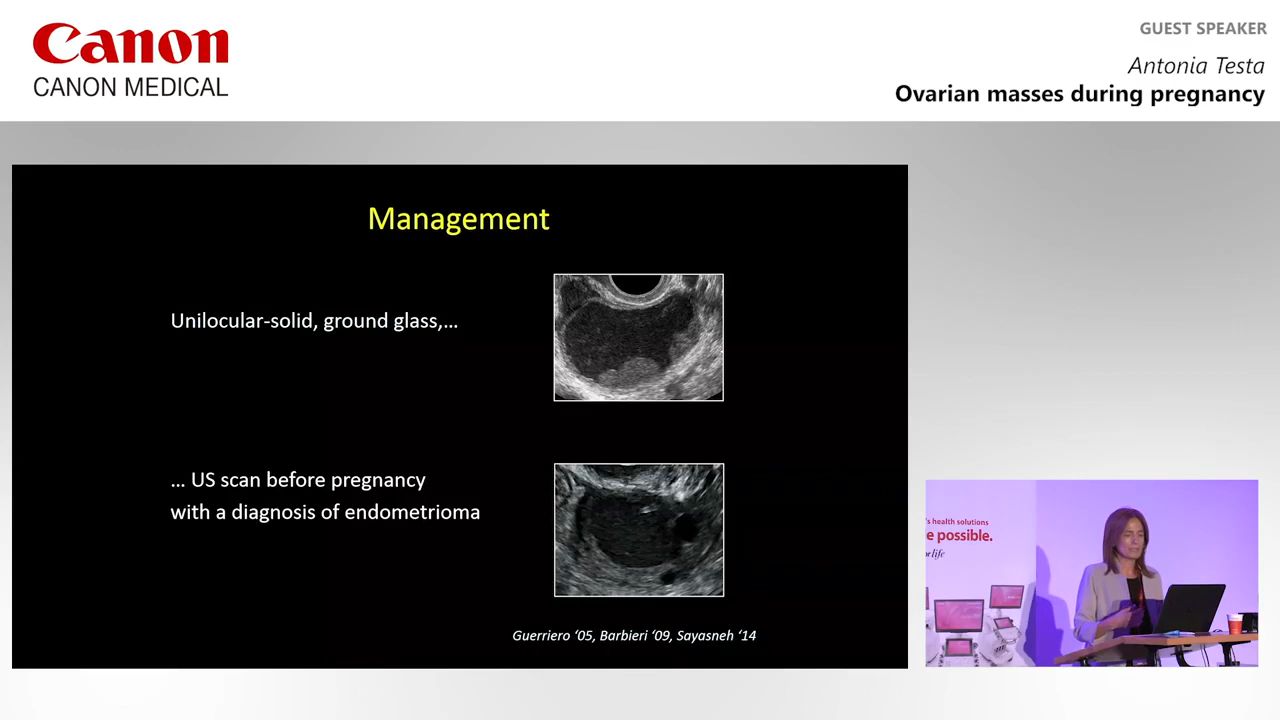 Canon
CANON MEDICAL
GUEST SPEAKER
Antonia Testa
Ovarian masses during pregnancy
Management
Unilocular-solid, ground glass,...
... US scan before pregnancy
with a diagnosis of endometrioma
Guerriero ‘05, Barbieri ‘09, Sayasneh ‘14
's health solutions
e possible.
or life